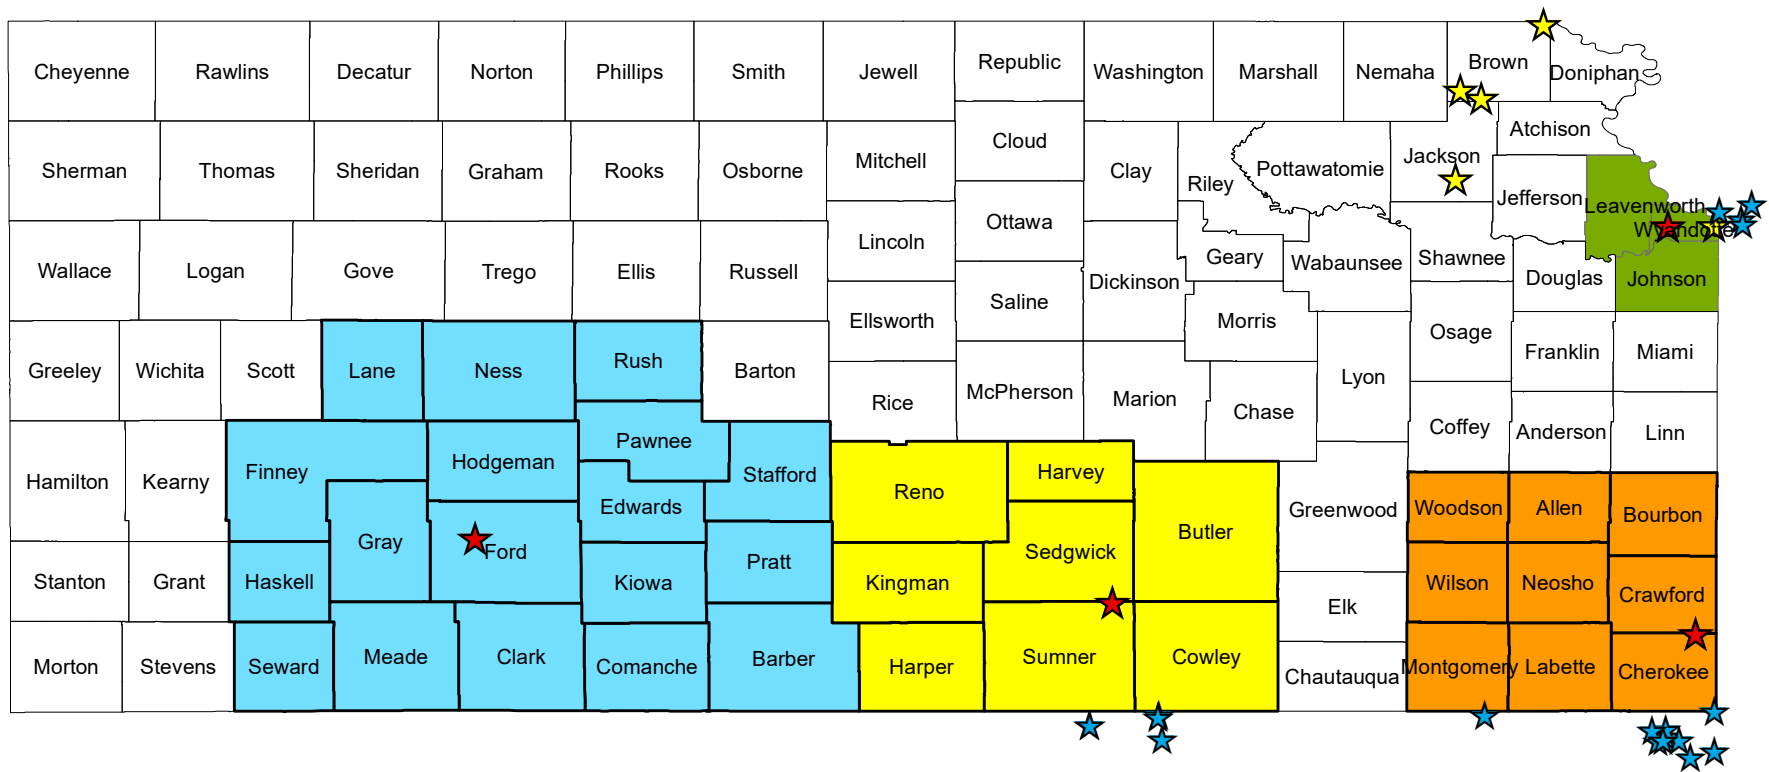 Cheyenne
Rawlins
Decatur
Norton
Phillips
Smith
Jewell
Republic
Washington
Marshall
Nemaha
Brown
Doniphan
Sherman
Thomas
Sheridan
Graham
Rooks
Osborne
Mitchell
Cloud
Clay
Riley
Pottawatomie
Jackson
Atchison
Jefferson
Leavenworth
Wyandotte
Wallace
Logan
Gove
Trego
Ellis
Russell
Lincoln
Ottawa
Saline
Dickinson
Geary
Wabaunsee
Shawnee
Douglas
Johnson
Ellsworth
Morris
Osage
Franklin
Miami
Greeley
Wichita
Scott
Lane
Ness
Rush
Barton
Rice
McPherson
Marion
Chase
Lyon
Coffey
Anderson
Linn
Hamilton
Kearny
Finney
Hodgeman
Pawnee
Stafford
Edwards
Gray
Ford
Reno
Harvey
Butler
Greenwood
Woodson
Allen
Bourbon
Stanton
Grant
Haskell
Kiowa
Pratt
Kingman
Sedgwick
Elk
Wilson
Neosho
Crawford
Morton
Stevens
Seward
Meade
Clark
Comanche
Barber
Harper
Sumner
Cowley
Chautauqua
Montgomery
Labette
Cherokee